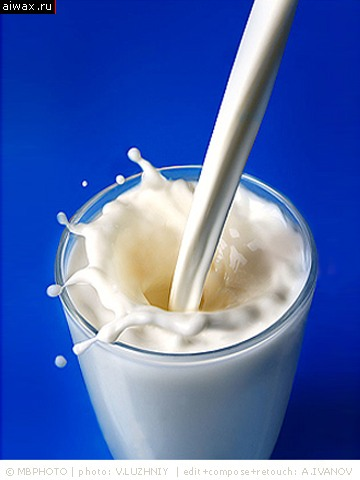 aiwax.ru
© MBPHOTO | photo: V.LUZHNIY | edit+compose+retouch: A.IVANOV